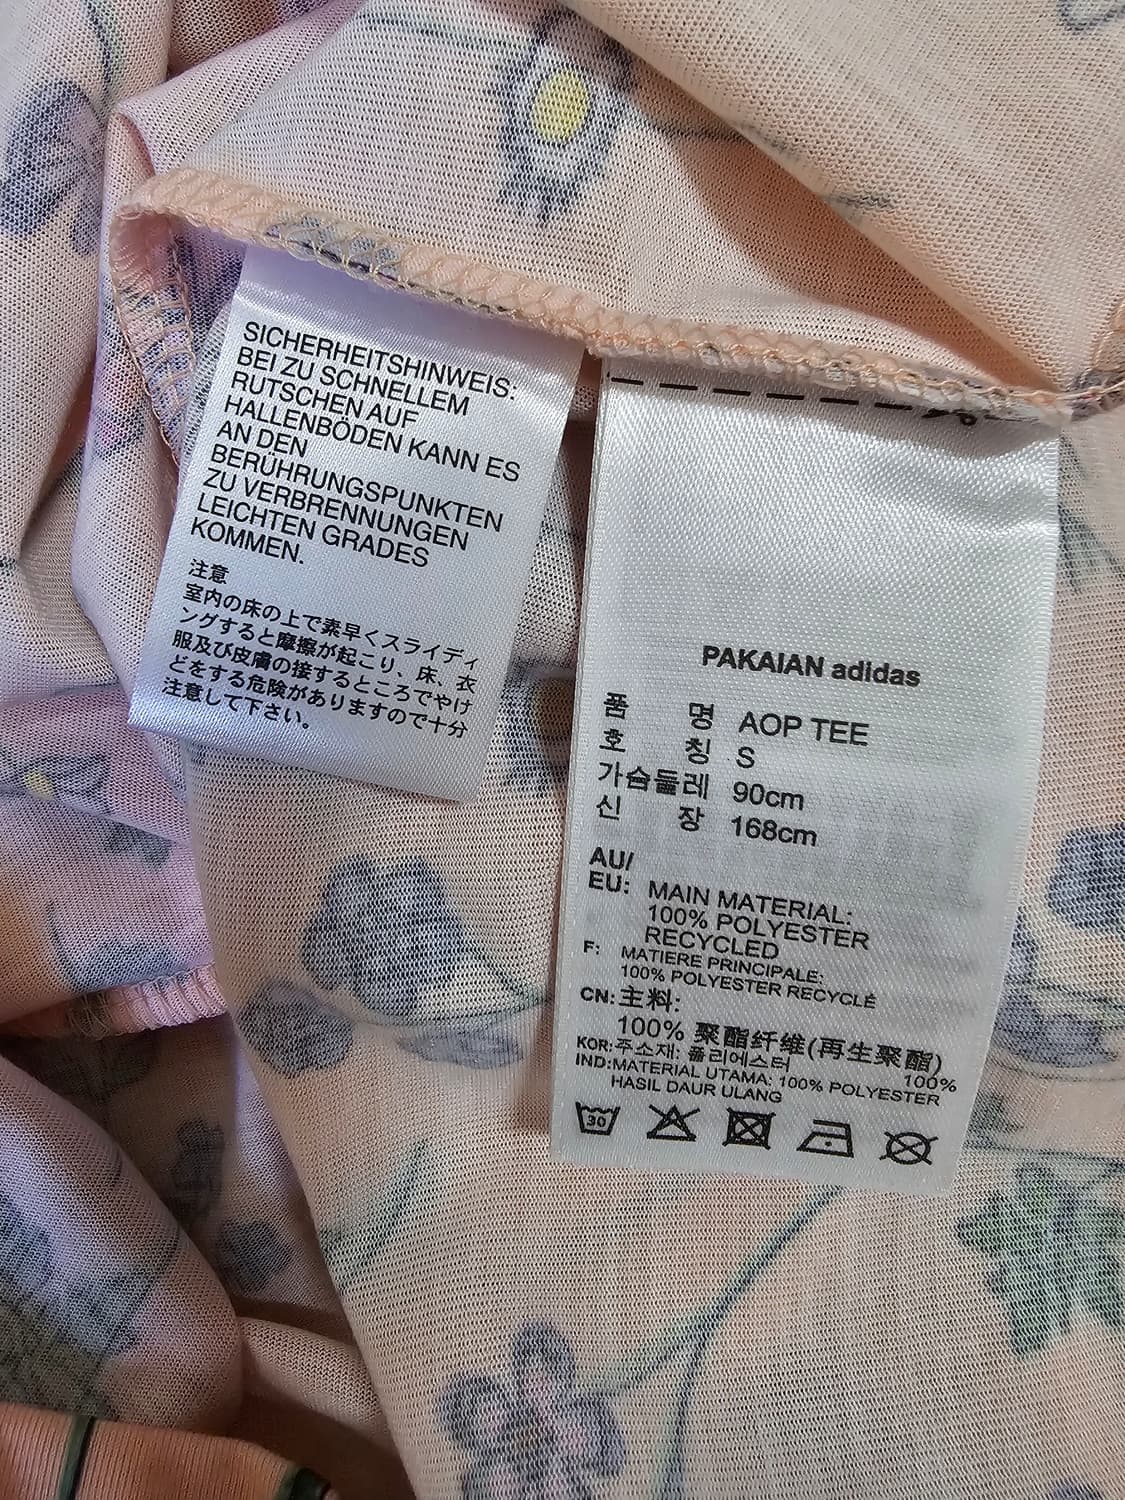 SICHERHEITSHINWEIS:
BEI ZU SCHNELLEM
RUTSCHEN AUF
HALLENBÖDEN KANN ES
AN DEN
BERÜHRUNGSPUNKTEN
ZU VERBRENNUNGEN
LEICHTEN GRADES
KOMMEN.
注意
室内の床の上で素早くスライディ
ングすると摩擦が起こり、床、衣
服及び皮膚の接するところでやけ
どをする危険がありますので十分
注意して下さい。
PAKAIAN adidas
품 명 AOP TEE
호 칭 S
가슴둘레 90cm
신 장 168cm
AU/
EU: MAIN MATERIAL:
100% POLYESTER
RECYCLED
F: MATIERE PRINCIPALE:
100% POLYESTER RECYCLÉ
CN: 主料:
100% 聚酯纤维(再生聚酯)
KOR: 주소재: 폴리에스터 100%
IND: MATERIAL UTAMA: 100% POLYESTER
HASIL DAUR ULANG
30